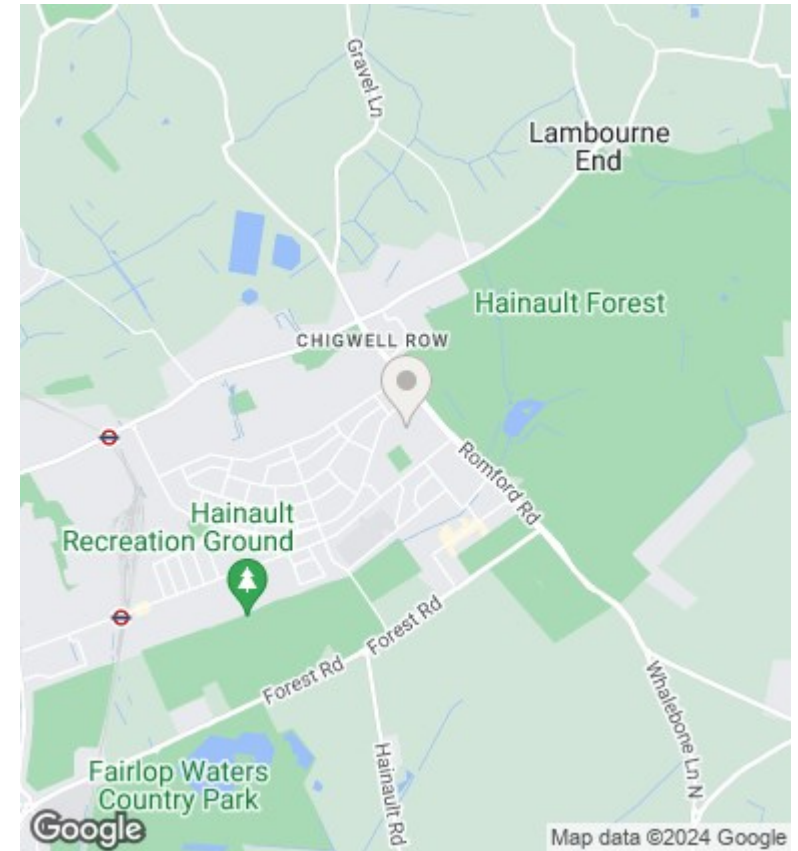 Gravel Ln
Lambourne
End
Hainault Forest
CHIGWELL ROW
Romford Rd
Hainault
Recreation Ground
Forest Rd
Forest Rd
Whalebone Ln N
Hainault Rd
Fairlop Waters
Country Park
Google
Map data ©2024 Google